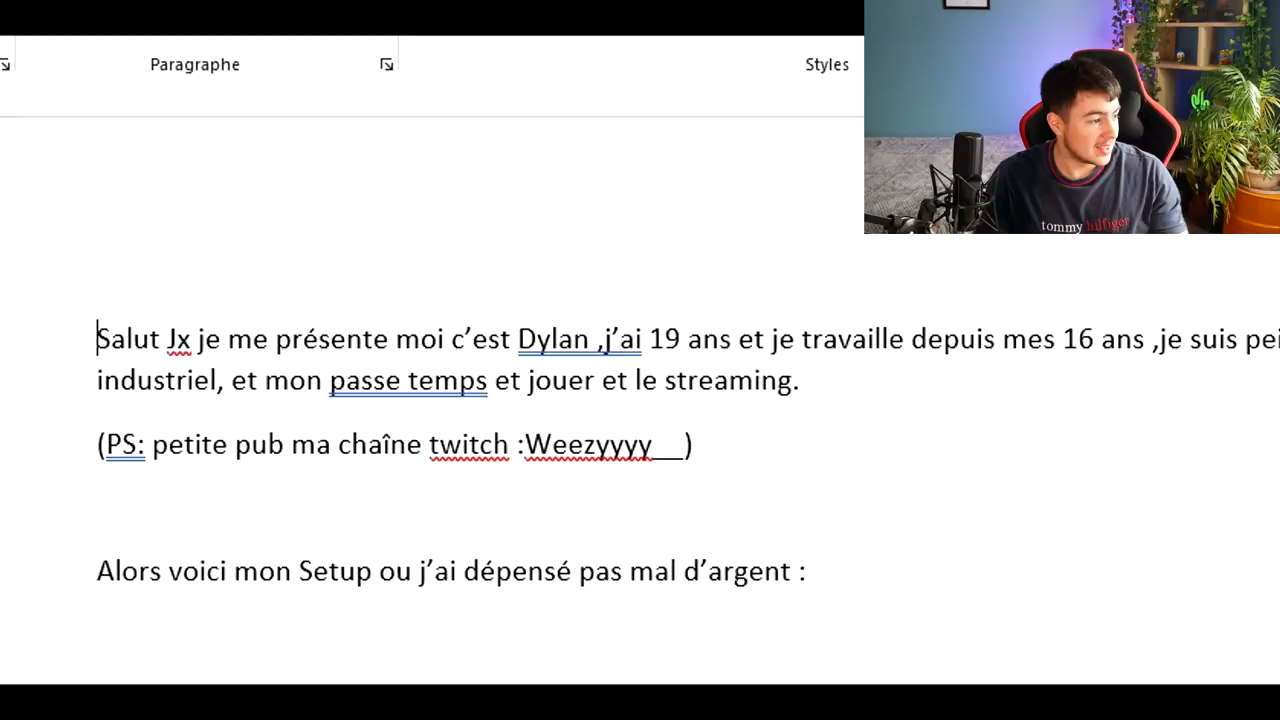 Paragraphe
Styles
tommy hilfiger
Salut Jx je me présente moi c’est Dylan ,j’ai 19 ans et je travaille depuis mes 16 ans ,je suis
industriel, et mon passe temps et jouer et le streaming.
(PS: petite pub ma chaîne twitch :Weezyyyy__)
Alors voici mon Setup ou j’ai dépensé pas mal d’argent :